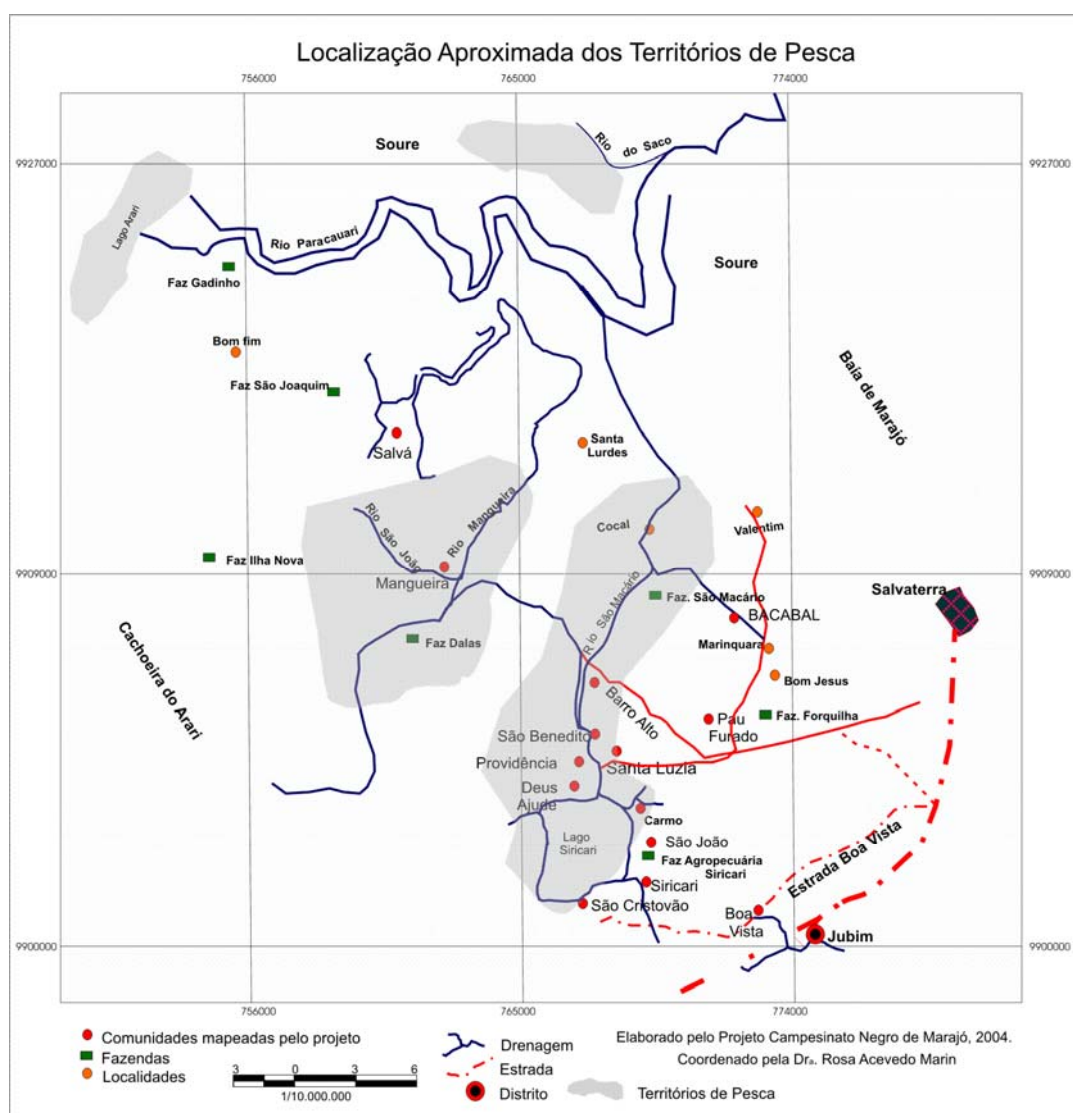 Localização Aproximada dos Territórios de Pesca
756000
765000
774000
Soure
Rio do Saco
9927000
9927000
Lago Arari
Rio Paracauari
Soure
Faz Gadinho
Bom fim
Faz São Joaquim
Baía de Marajó
Salvá
Santa
Lurdes
Rio São João
Rio Mangueira
Cocal
Valentim
Faz Ilha Nova
9909000
9909000
Mangueira
Rio São Macário
Faz. São Macário
Salvaterra
BACABAL
Faz Dalas
Marinquara
Cachoeira do Arari
Bom Jesus
Barro Alto
Pau
Furado
Faz. Forquilha
São Benedito
Providência
Santa Luzia
Deus
Ajude
Carmo
Lago
Siricari
São João
Faz Agropecuária
Siricari
Estrada Boa Vista
Siricari
São Cristovão
Boa
Vista
Jubim
9900000
9900000
756000
765000
774000
Comunidades mapeadas pelo projeto
Fazendas
Localidades
3 0 3 6
1/10.000.000
Drenagem
Estrada
Distrito
Territórios de Pesca
Elaborado pelo Projeto Campesinato Negro de Marajó, 2004.
Coordenado pela Drª. Rosa Acevedo Marin